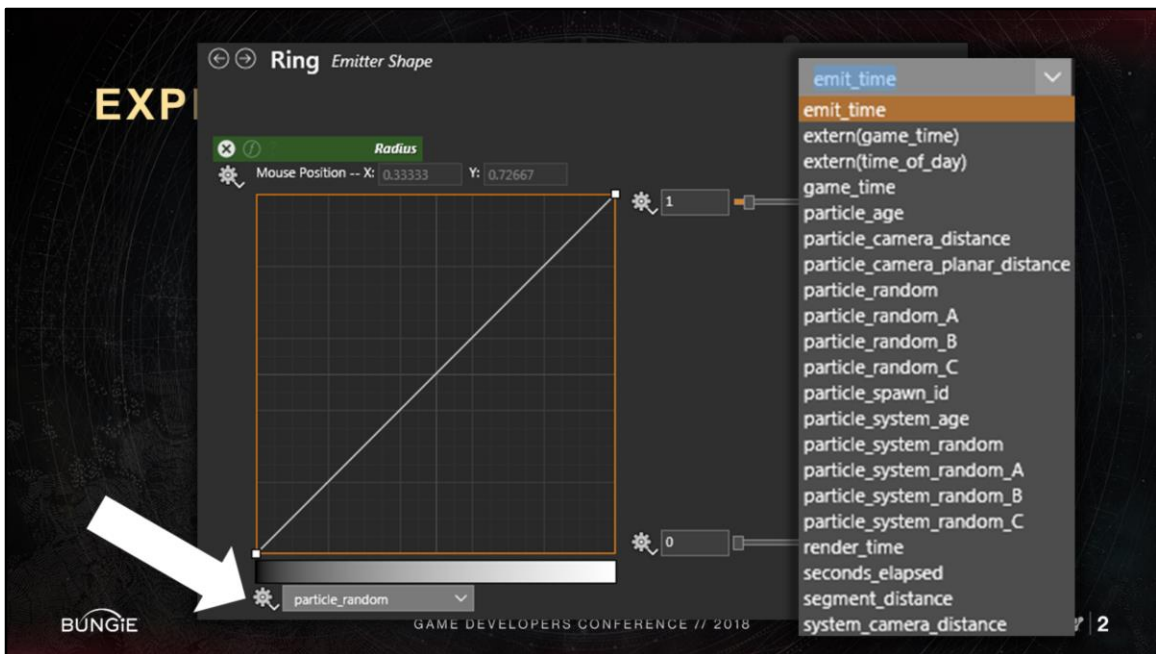 EXP
Ring Emitter Shape
Radius
Mouse Position -- X: 0.33333 Y: 0.72667
1
0
particle_random
emit_time
emit_time
extern(game_time)
extern(time_of_day)
game_time
particle_age
particle_camera_distance
particle_camera_planar_distance
particle_random
particle_random_A
particle_random_B
particle_random_C
particle_spawn_id
particle_system_age
particle_system_random
particle_system_random_A
particle_system_random_B
particle_system_random_C
render_time
seconds_elapsed
segment_distance
system_camera_distance
BUNGiE
GAME DEVELOPERS CONFERENCE // 2018
2